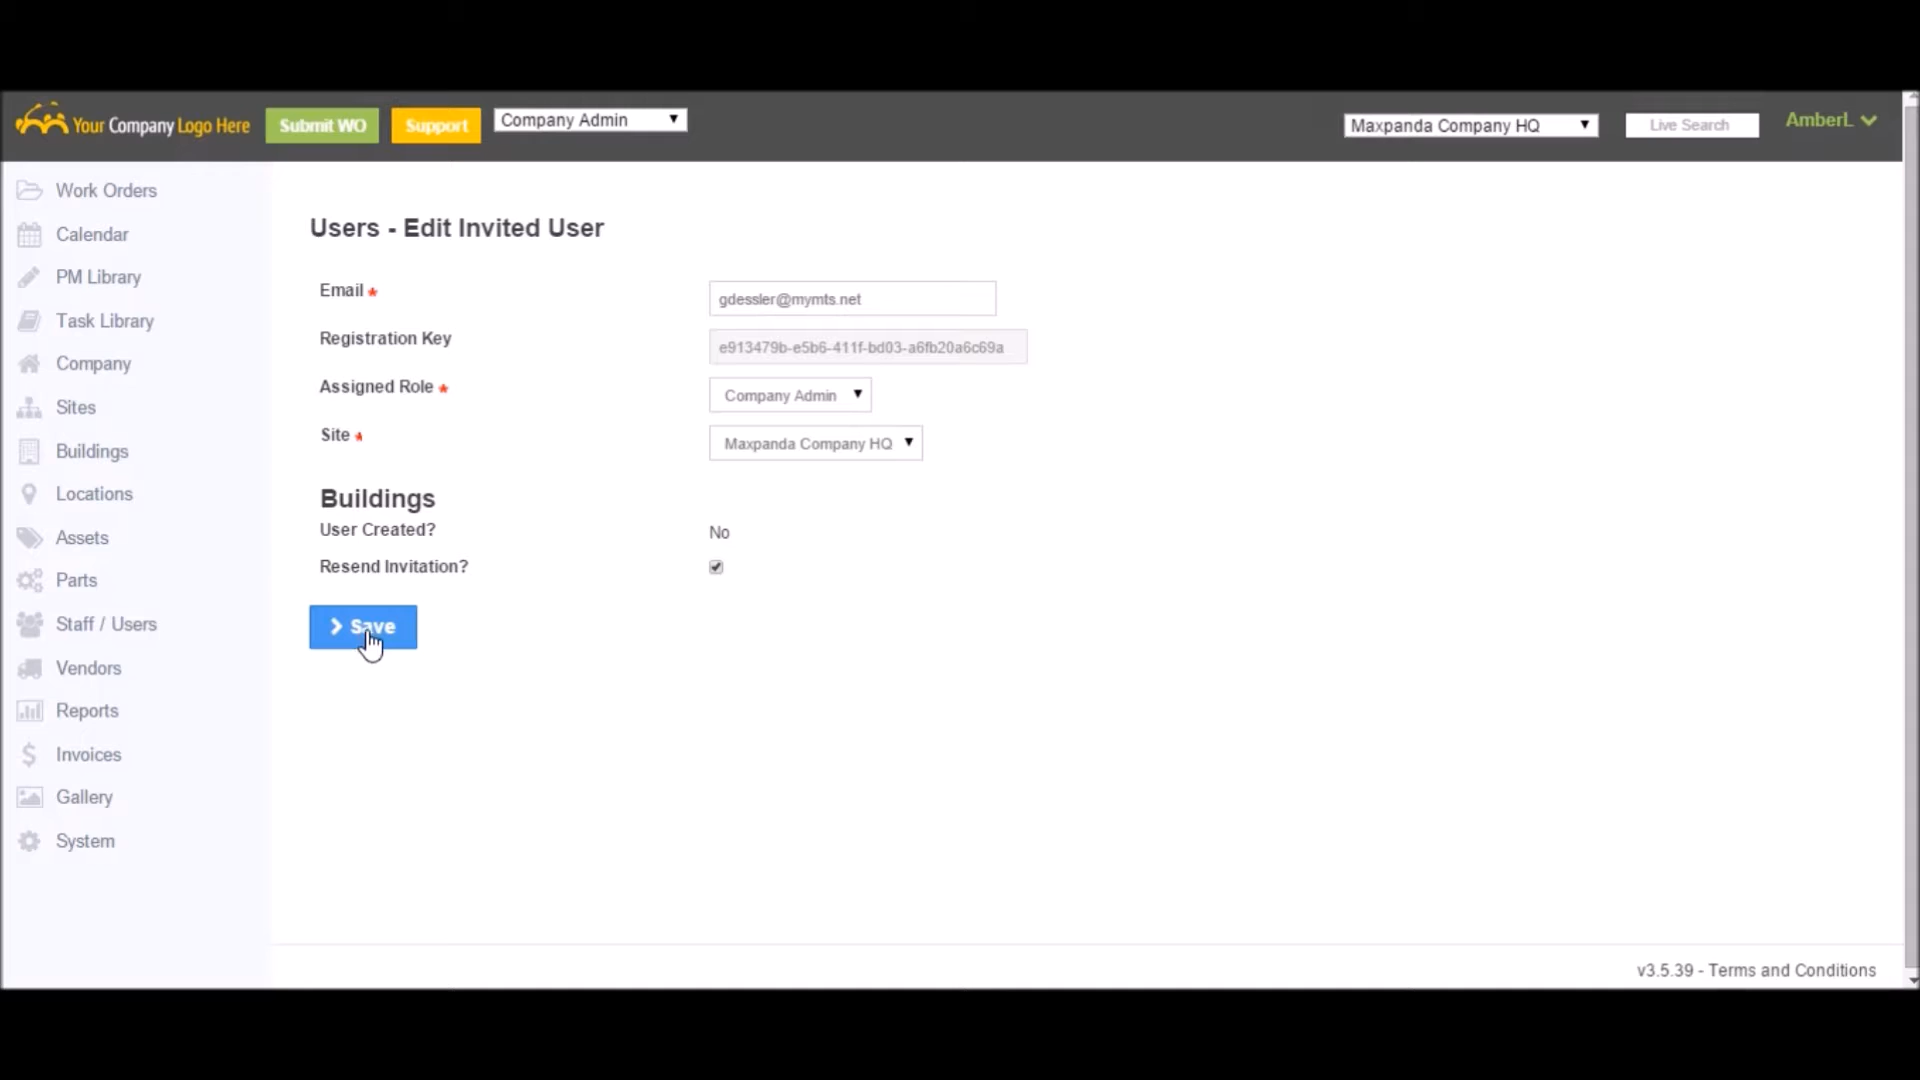 Your Company Logo Here
Submit WO
Support
Company Admin
Maxpanda Company HQ
Live Search
AmberL
Work Orders
Calendar
PM Library
Task Library
Company
Sites
Buildings
Locations
Assets
Parts
Staff / Users
Vendors
Reports
Invoices
Gallery
System
Users - Edit Invited User
Email *
gdessler@mymts.net
Registration Key
e913479b-e5b6-411f-bd03-a6fb20a6c69a
Assigned Role *
Company Admin
Site *
Maxpanda Company HQ
Buildings
User Created?
No
Resend Invitation?
Save
v3.5.39 - Terms and Conditions